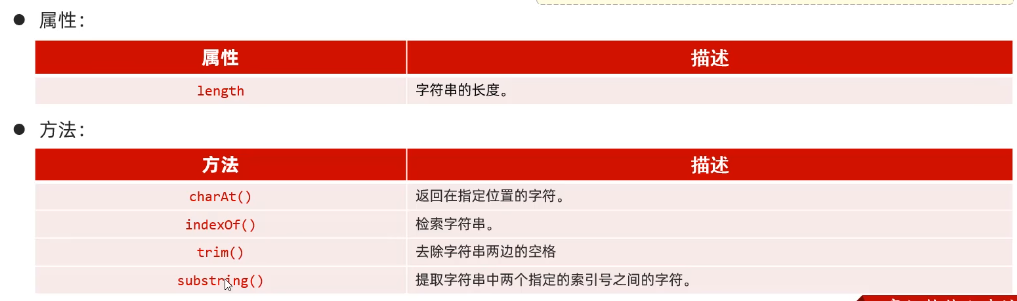 ● 属性：
属性 描述
length 字符串的长度。
● 方法：
方法 描述
charAt() 返回在指定位置的字符。
indexOf() 检索字符串。
trim() 去除字符串两边的空格
substring() 提取字符串中两个指定的索引号之间的字符。